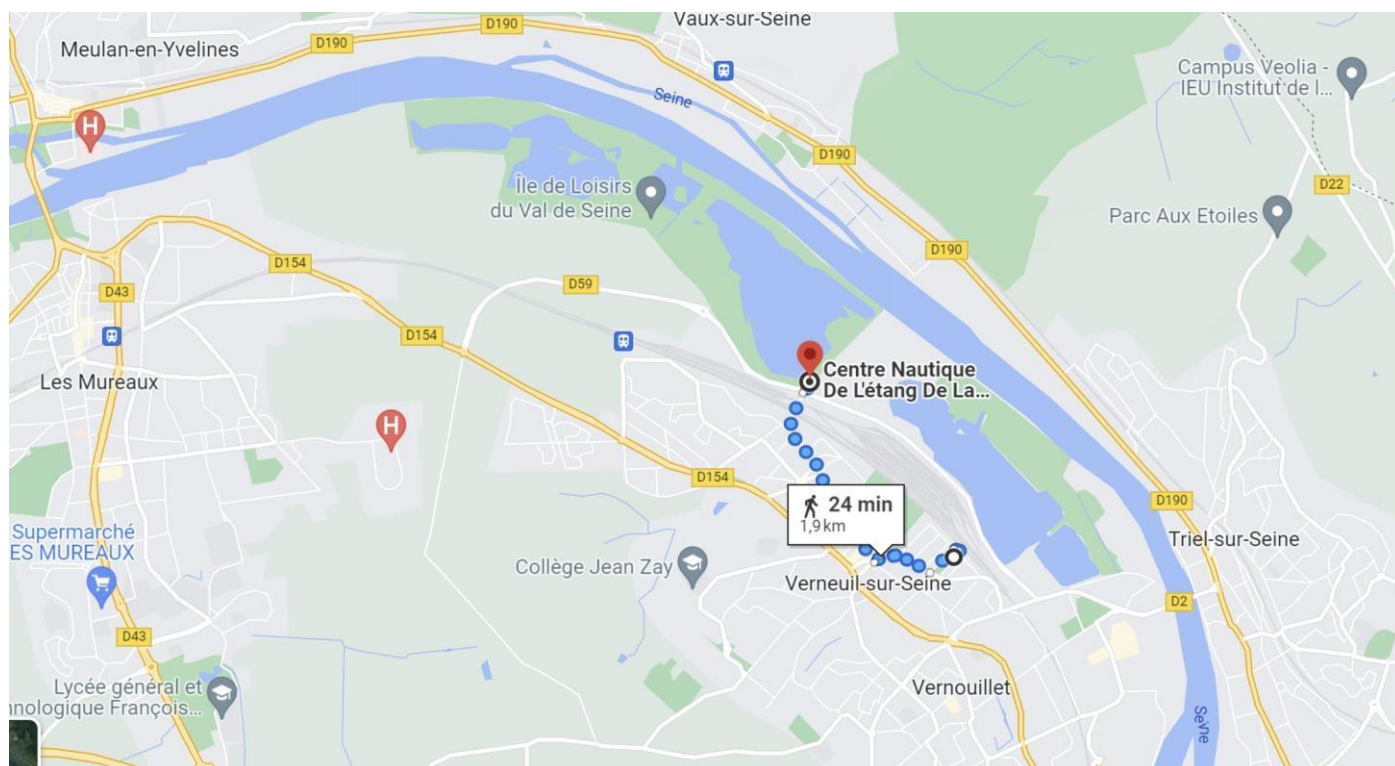 Vaux-sur-Seine
D190
D190
Meulan-en-Yvelines
Campus Veolia -
IEU Institut de l...
Seine
H
D190
D22
Île de Loisirs
du Val de Seine
Parc Aux Etoiles
D190
D154
D59
D43
D154
Les Mureaux
Centre Nautique
De L'étang De La...
H
D154
24 min
1,9 km
D190
Supermarché
ES MUREAUX
Triel-sur-Seine
Collège Jean Zay
Verneuil-sur-Seine
D2
D43
Lycée général et
hnologique François...
Vernouillet
Seine